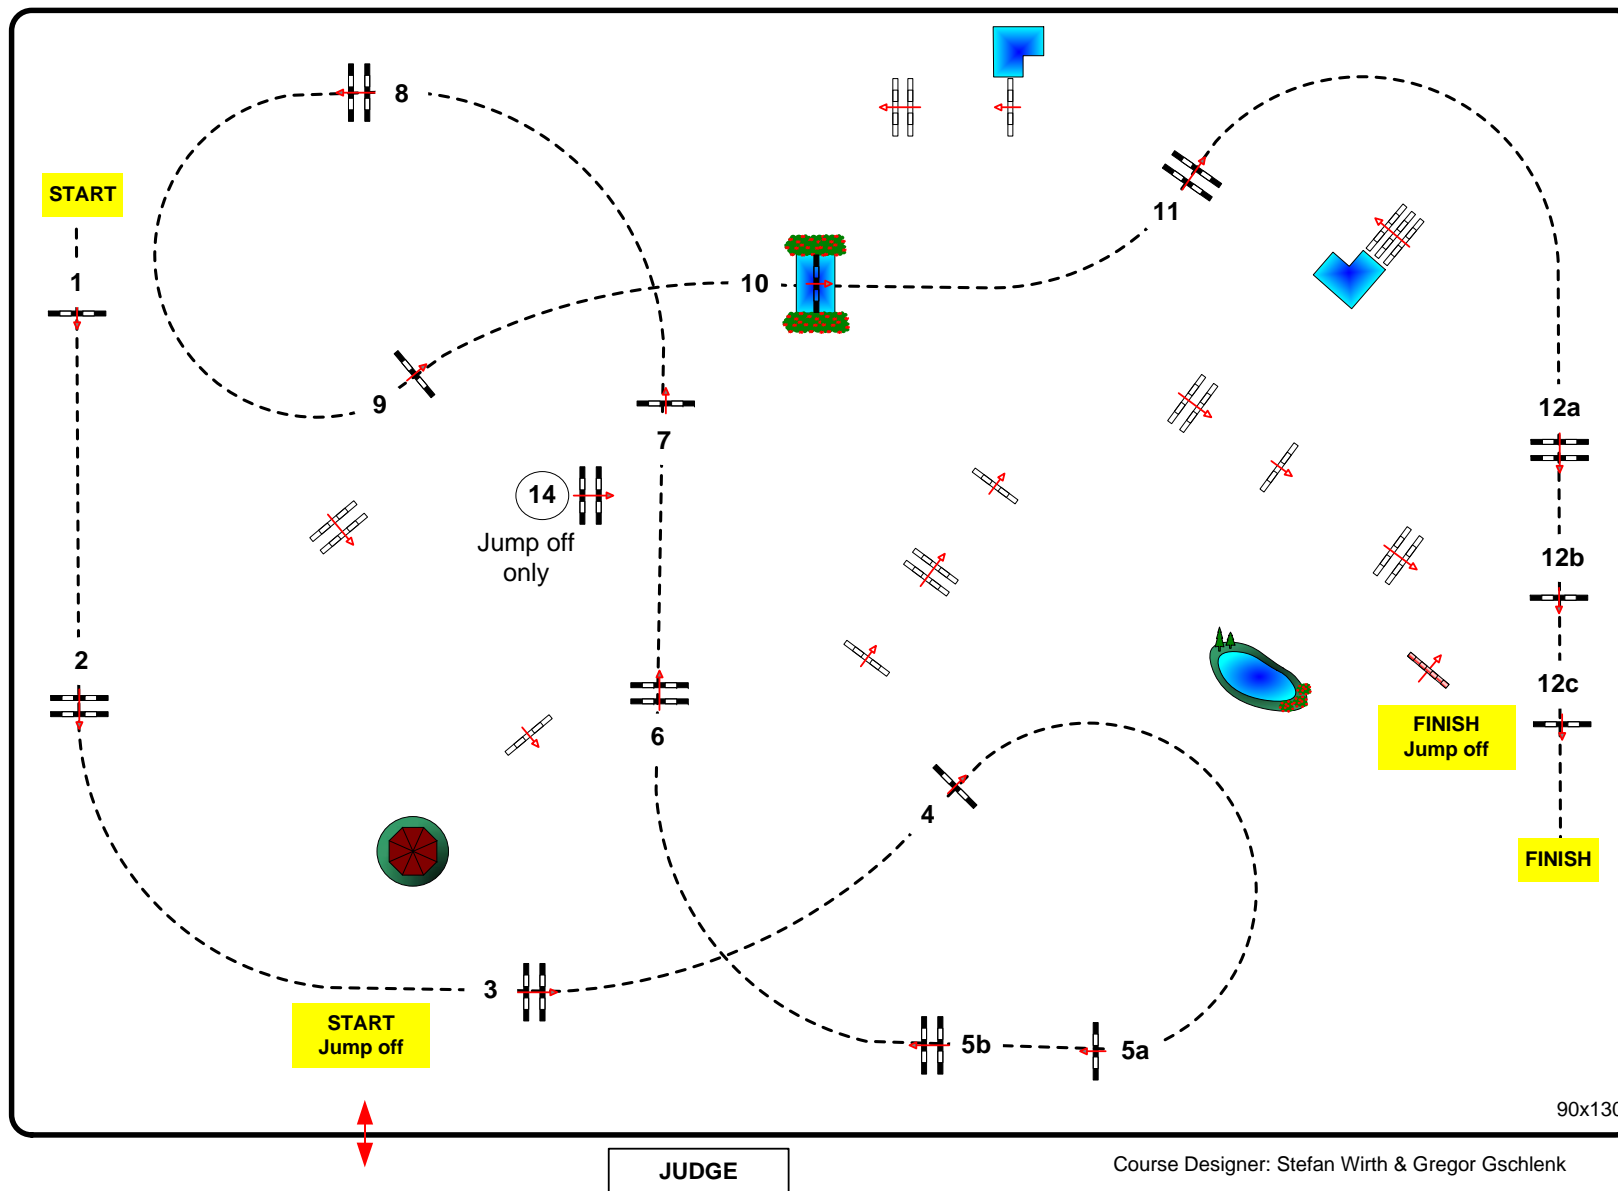 8
START
11
1
10
12a
9
7
14
Jump off
only
12b
2
12c
FINISH
Jump off
6
4
FINISH
3
START
Jump off
5b
5a
90x130
JUDGE
Course Designer: Stefan Wirth & Gregor Gschlenk